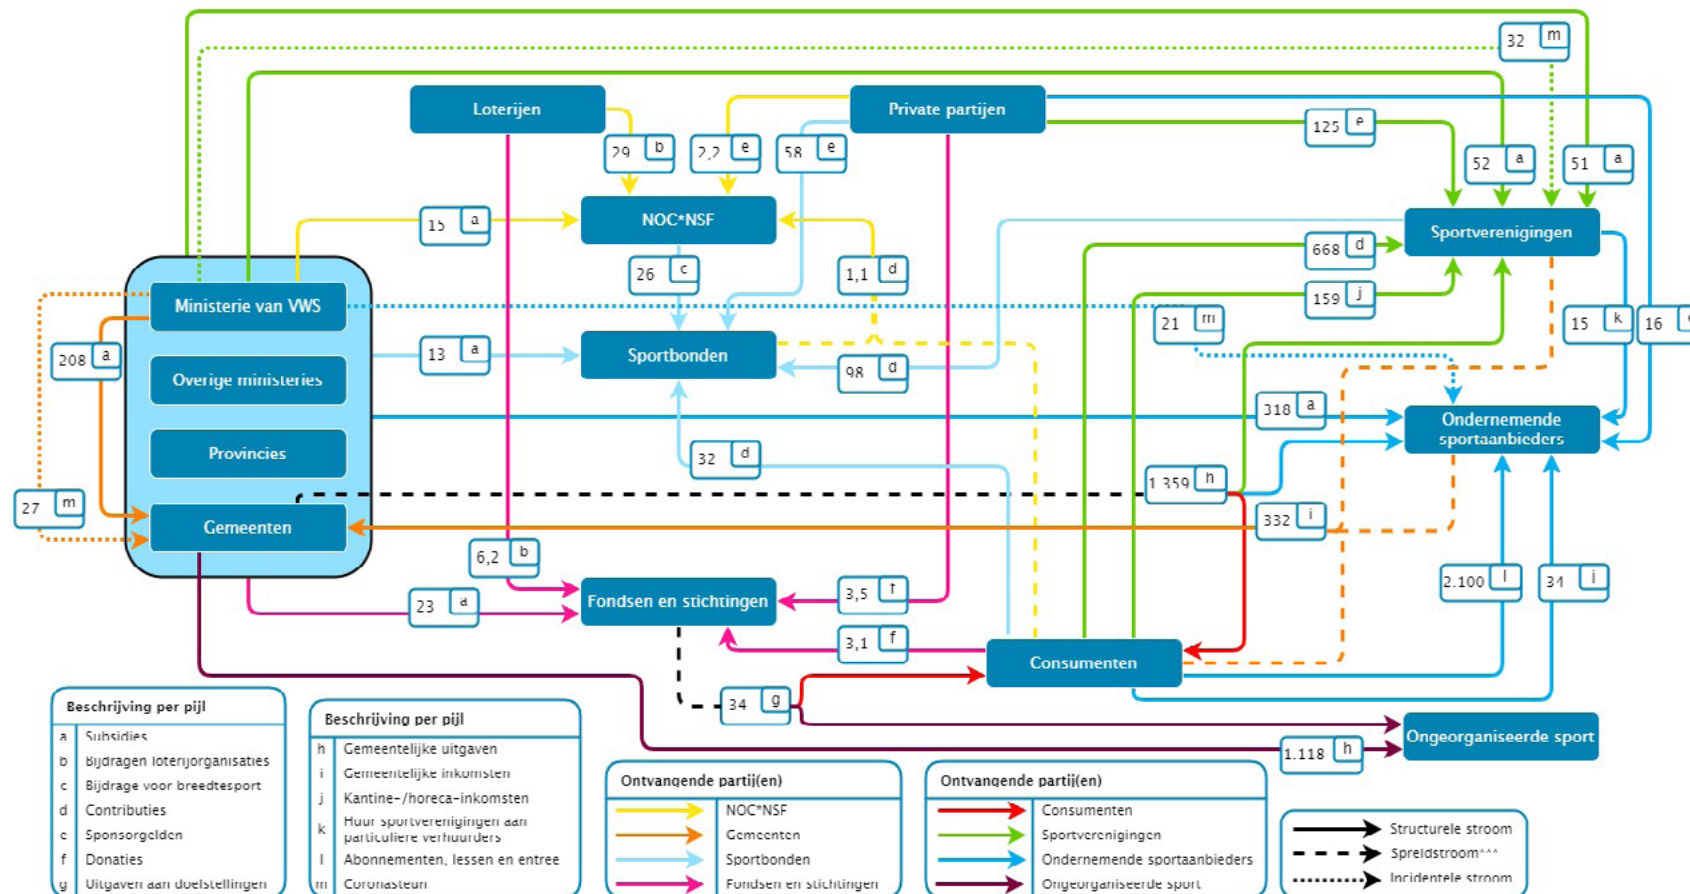 32 m
Loterijen
Private partijen
29 b
2,2 e
58 e
125 e
52 a
51 a
15 a
NOC*NSF
Sportverenigingen
26 c
1,1 d
668 d
159 j
Ministerie van VWS
208 a
13 a
Sportbonden
98 d
21 m
15 k
16
Overige ministeries
318 a
Ondernemende
sportaanbieders
Provincies
32 d
1.359 h
27 m
Gemeenten
332 i
6,2 b
23 a
Fondsen en stichtingen
3,5 f
2.100 l
34 j
3,1 f
Consumenten
34 g
Ongeorganiseerde sport
1.118 h
Beschrijving per pijl
a Subsidies
b Bijdragen loterijorganisaties
c Bijdrage voor breedtesport
d Contributies
e Sponsorgelden
f Donaties
g Uitgaven aan doelstellingen
Beschrijving per pijl
h Gemeentelijke uitgaven
i Gemeentelijke inkomsten
j Kantine-/horeca-inkomsten
k Huur sportverenigingen aan
particuliere verhuurders
l Abonnementen, lessen en entree
m Coronasteun
Ontvangende partij(en)
NOC*NSF
Gemeenten
Sportbonden
Fondsen en stichtingen
Ontvangende partij(en)
Consumenten
Sportverenigingen
Ondernemende sportaanbieders
Ongeorganiseerde sport
Structurele stroom
Spreidstroom***
Incidentele stroom